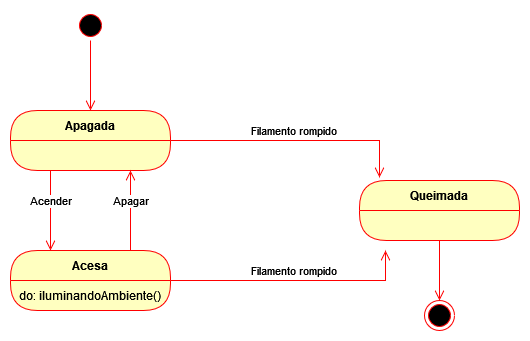 Apagada
Filamento rompido
Queimada
Acender
Apagar
Acesa
do: iluminandoAmbiente()
Filamento rompido